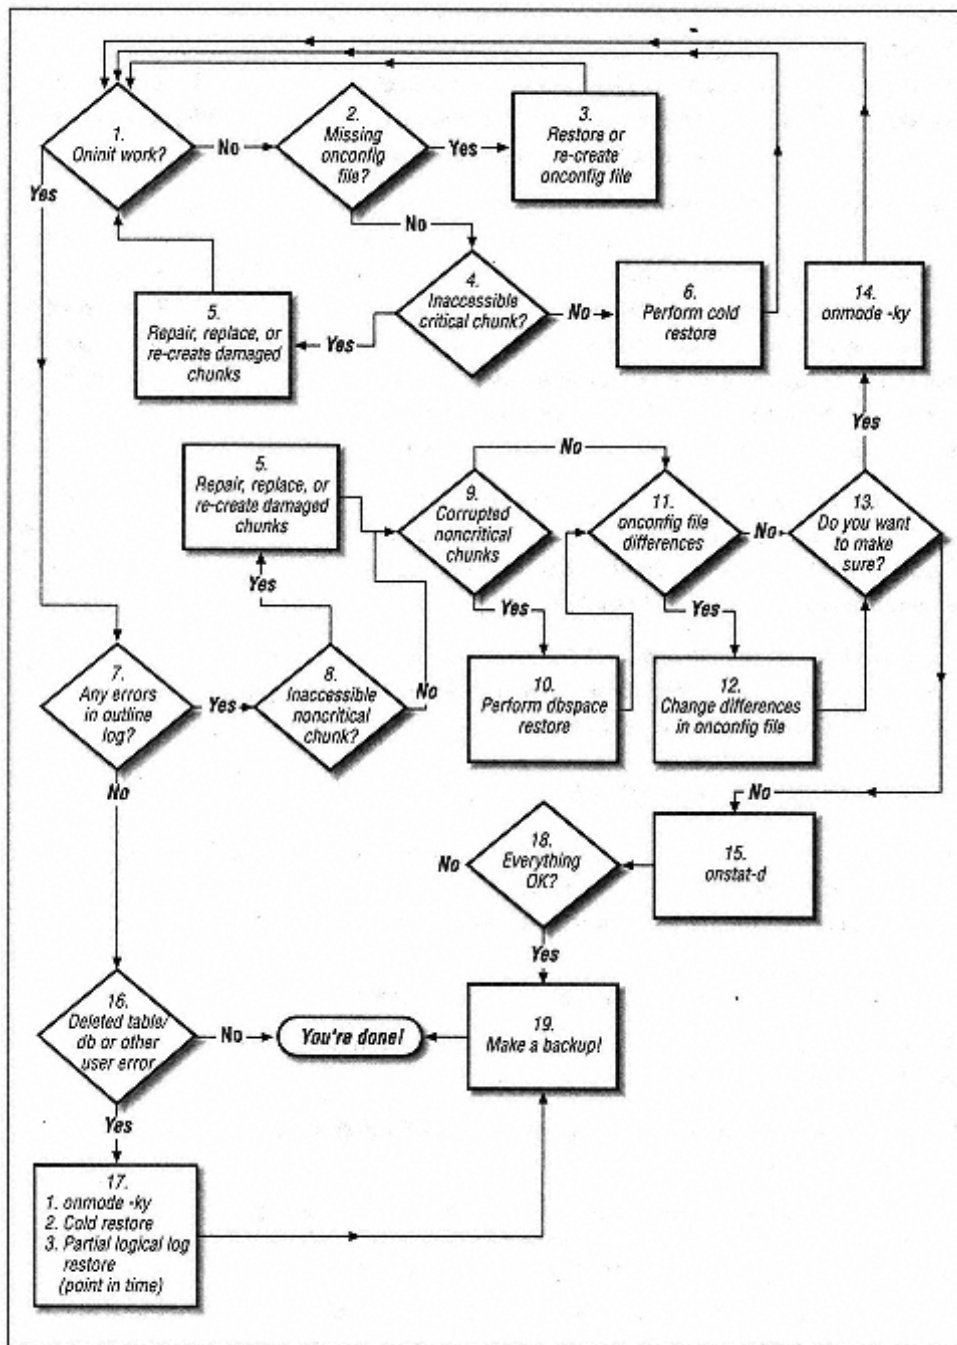 1.
Oninit work?
No
2.
Missing
onconfig
file?
Yes
3.
Restore or
re-create
onconfig file
Yes
No
4.
Inaccessible
critical chunk?
No
6.
Perform cold
restore
14.
onmode -ky
5.
Repair, replace, or
re-create damaged
chunks
Yes
Yes
5.
Repair, replace, or
re-create damaged
chunks
No
9.
Corrupted
noncritical
chunks
11.
onconfig file
differences
No
13.
Do you want
to make
sure?
Yes
Yes
Yes
7.
Any errors
in outline
log?
Yes
8.
Inaccessible
noncritical
chunk?
No
10.
Perform dbspace
restore
12.
Change differences
in onconfig file
No
No
18.
Everything
OK?
No
15.
onstat-d
Yes
16.
Deleted table/
db or other
user error
No
You're done!
19.
Make a backup!
Yes
17.
1. onmode -ky
2. Cold restore
3. Partial logical log
restore
(point in time)